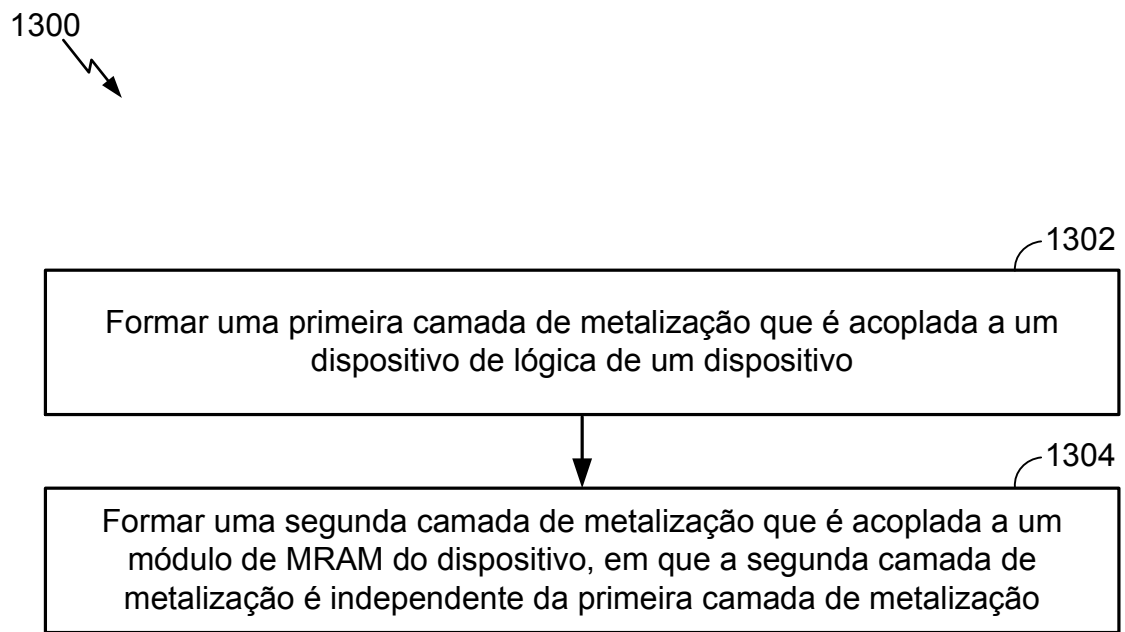 1300
1302
Formar uma primeira camada de metalização que é acoplada a um
dispositivo de lógica de um dispositivo
1304
Formar uma segunda camada de metalização que é acoplada a um
módulo de MRAM do dispositivo, em que a segunda camada de
metalização é independente da primeira camada de metalização